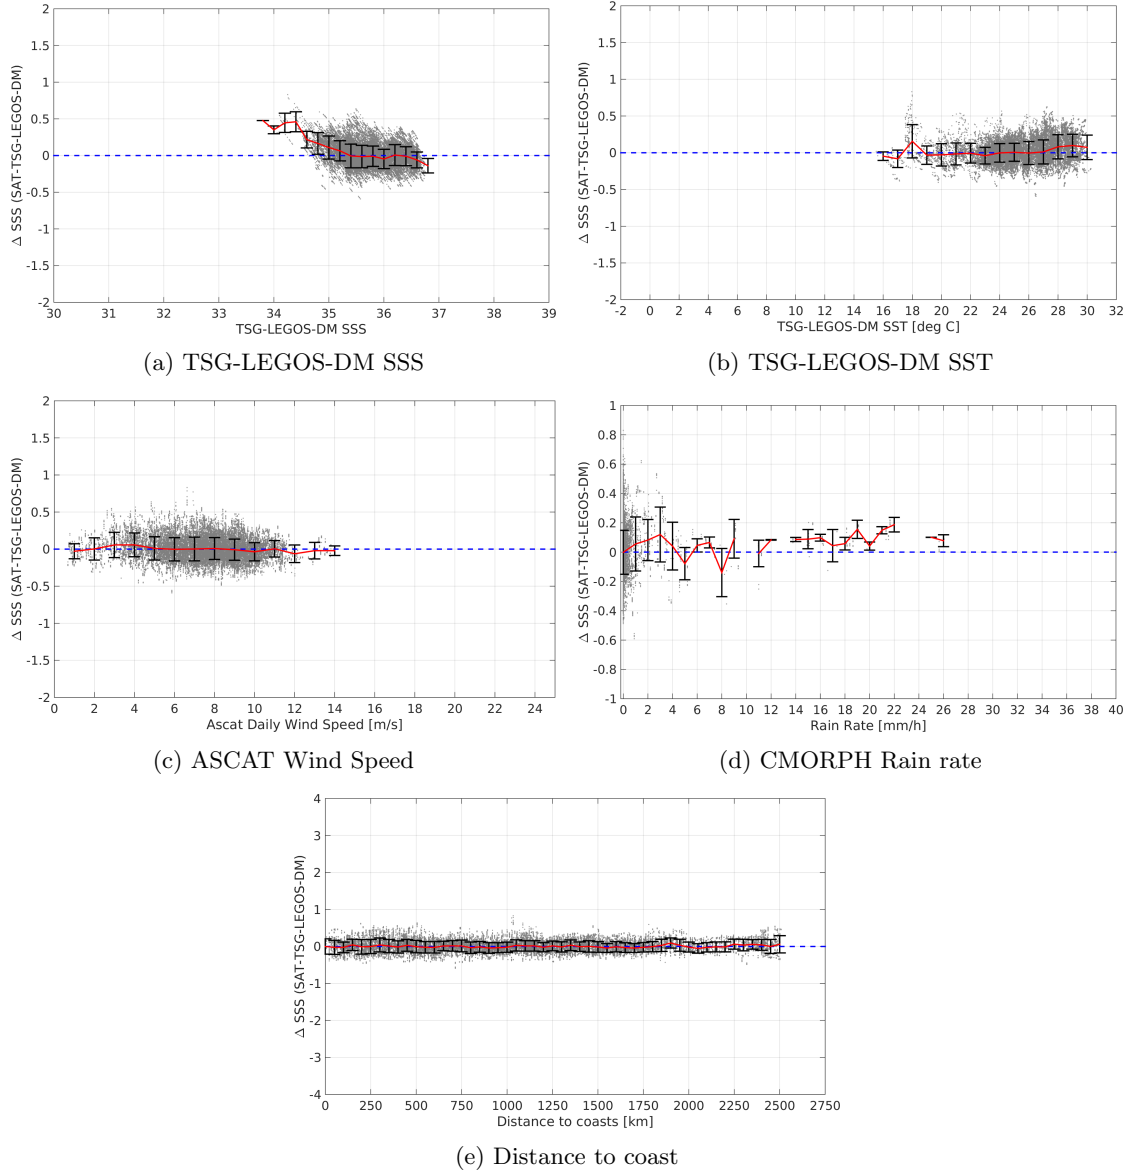 2
1.5
1
0.5
0
-0.5
-1
-1.5
-2
30 31 32 33 34 35 36 37 38 39
TSG-LEGOS-DM SSS
Δ SSS (SAT-TSG-LEGOS-DM)
(a) TSG-LEGOS-DM SSS
2
1.5
1
0.5
0
-0.5
-1
-1.5
-2
-2 0 2 4 6 8 10 12 14 16 18 20 22 24 26 28 30 32
TSG-LEGOS-DM SST [deg C]
Δ SSS (SAT-TSG-LEGOS-DM)
(b) TSG-LEGOS-DM SST
2
1.5
1
0.5
0
-0.5
-1
-1.5
-2
0 2 4 6 8 10 12 14 16 18 20 22 24
Ascat Daily Wind Speed [m/s]
Δ SSS (SAT-TSG-LEGOS-DM)
(c) ASCAT Wind Speed
1
0.8
0.6
0.4
0.2
0
-0.2
-0.4
-0.6
-0.8
-1
0 2 4 6 8 10 12 14 16 18 20 22 24 26 28 30 32 34 36 38 40
Rain Rate [mm/h]
Δ SSS (SAT-TSG-LEGOS-DM)
(d) CMORPH Rain rate
4
3
2
1
0
-1
-2
-3
-4
0 250 500 750 1000 1250 1500 1750 2000 2250 2500 2750
Distance to coasts [km]
Δ SSS (SAT-TSG-LEGOS-DM)
(e) Distance to coast